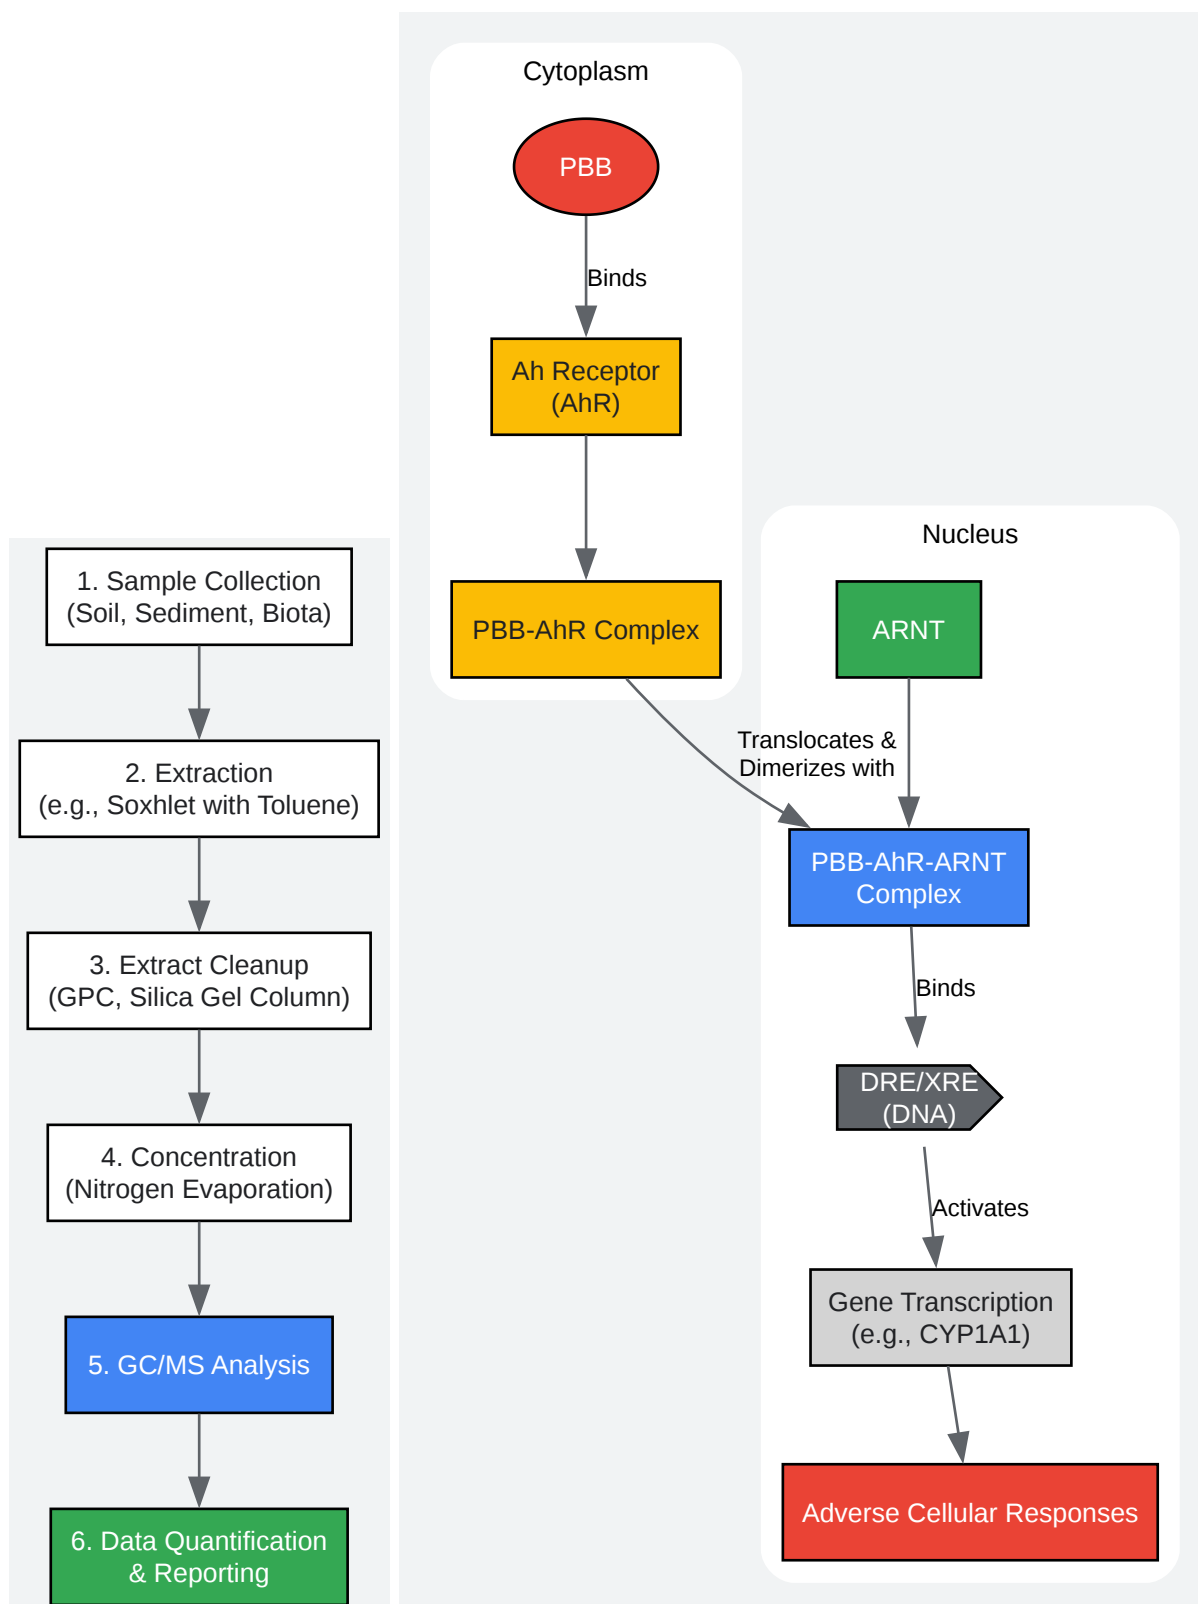 1. Sample Collection
(Soil, Sediment, Biota)
2. Extraction
(e.g., Soxhlet with Toluene)
3. Extract Cleanup
(GPC, Silica Gel Column)
4. Concentration
(Nitrogen Evaporation)
5. GC/MS Analysis
6. Data Quantification
& Reporting
Cytoplasm
PBB
Binds
Ah Receptor
(AhR)
PBB-AhR Complex
Nucleus
ARNT
Translocates &
Dimerizes with
PBB-AhR-ARNT
Complex
Binds
DRE/XRE
(DNA)
Activates
Gene Transcription
(e.g., CYP1A1)
Adverse Cellular Responses